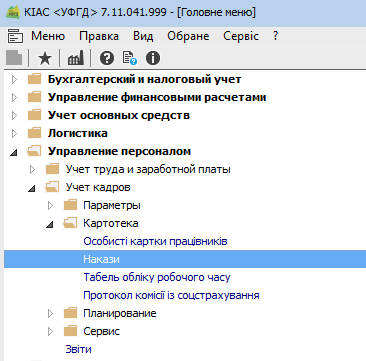 КІАС <УФГД> 7.11.041.999 - [Головне меню]
Меню Правка Вид Обране Сервіс ?
Бухгалтерский и налоговый учет
Управление финансовыми расчетами
Учет основных средств
Логистика
Управление персоналом
Учет труда и заработной платы
Учет кадров
Параметры
Картотека
Особисті картки працівників
Накази
Табель обліку робочого часу
Протокол комісії із соцстрахування
Планирование
Сервис
Звіти